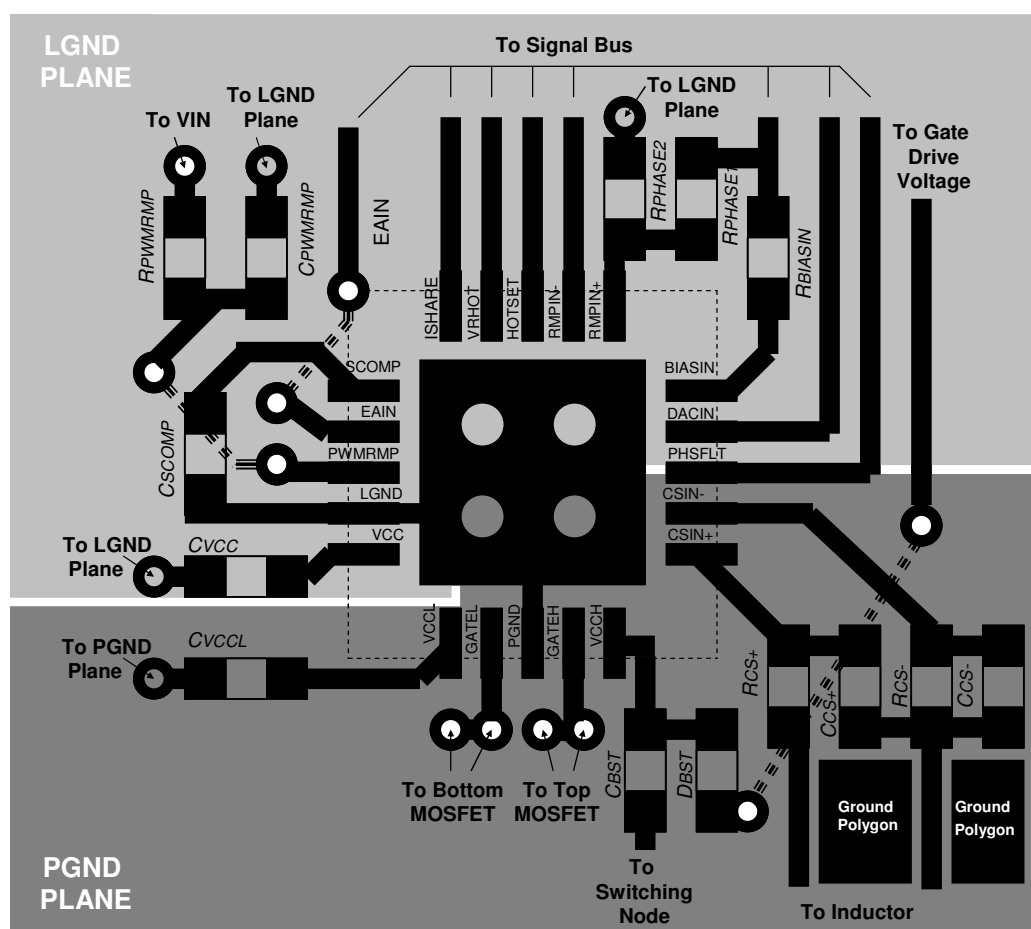 LGND
PLANE
To Signal Bus
To VIN
To LGND
Plane
To LGND
Plane
To Gate
Drive
Voltage
RPWMRMP
CPWMRMP
EAIN
RPHASE2
RPHASE1
RBIASIN
ISHARE
VRHOT
HOTSET
RMPIN-
RMPIN+
SCOMP
EAIN
PWMRMP
LGND
VCC
BIASIN
DACIN
PHSFLT
CSIN-
CSIN+
CSCOMP
To LGND
Plane
CVCC
To PGND
Plane
CVCCL
VCCL
GATEL
PGND
GATEH
VCCH
RCS+
CCS+
RCS-
CCS-
CBST
DBST
To Bottom
MOSFET
To Top
MOSFET
Ground
Polygon
Ground
Polygon
PGND
PLANE
To
Switching
Node
To Inductor